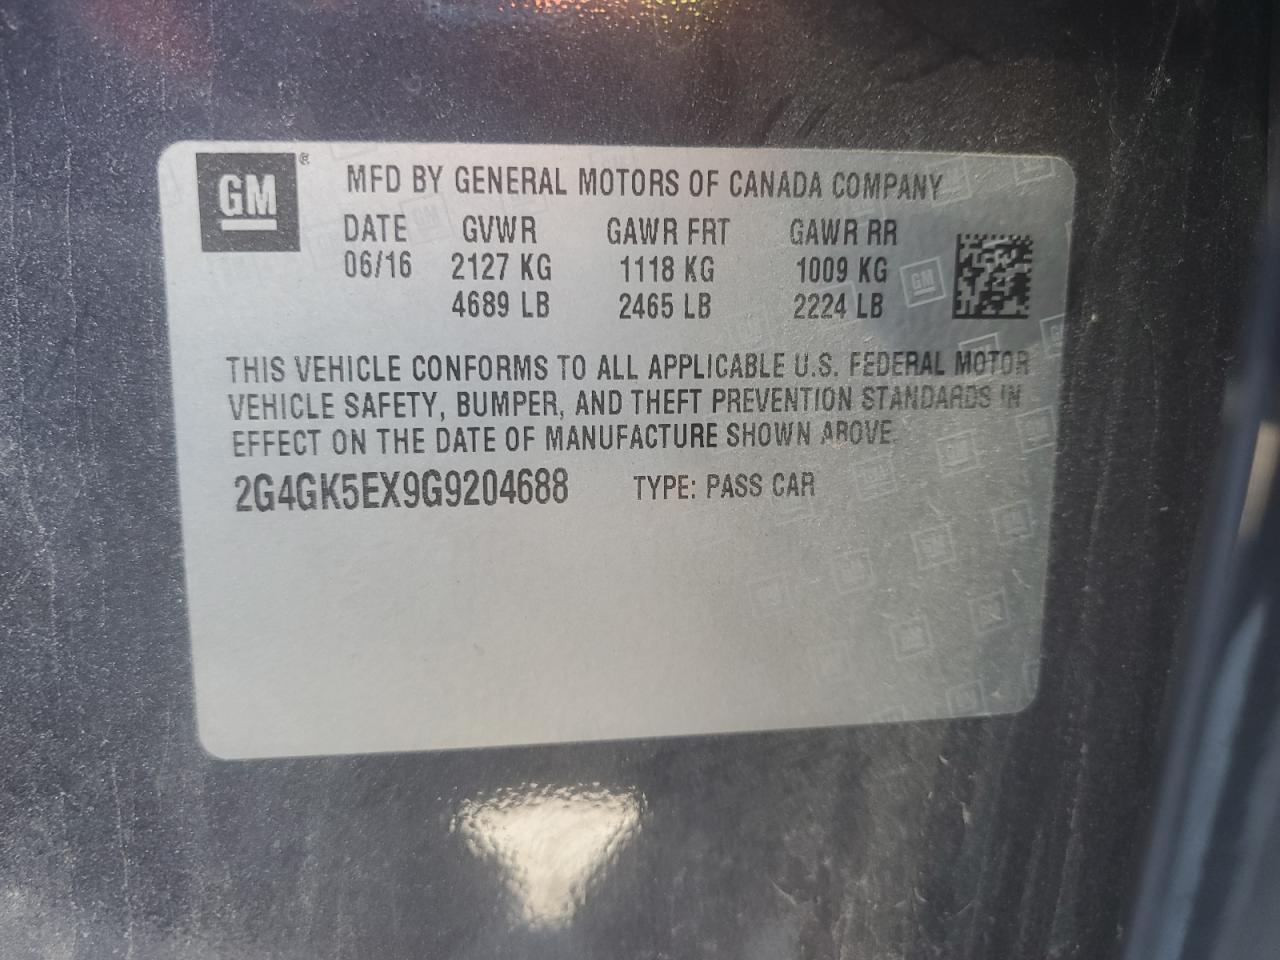 GM®
MFD BY GENERAL MOTORS OF CANADA COMPANY
DATE GVWR GAWR FRT GAWR RR
06/16 2127 KG 1118 KG 1009 KG
4689 LB 2465 LB 2224 LB
THIS VEHICLE CONFORMS TO ALL APPLICABLE U.S. FEDERAL MOTOR
VEHICLE SAFETY, BUMPER, AND THEFT PREVENTION STANDARDS IN
EFFECT ON THE DATE OF MANUFACTURE SHOWN ABOVE.
2G4GK5EX9G9204688 TYPE: PASS CAR